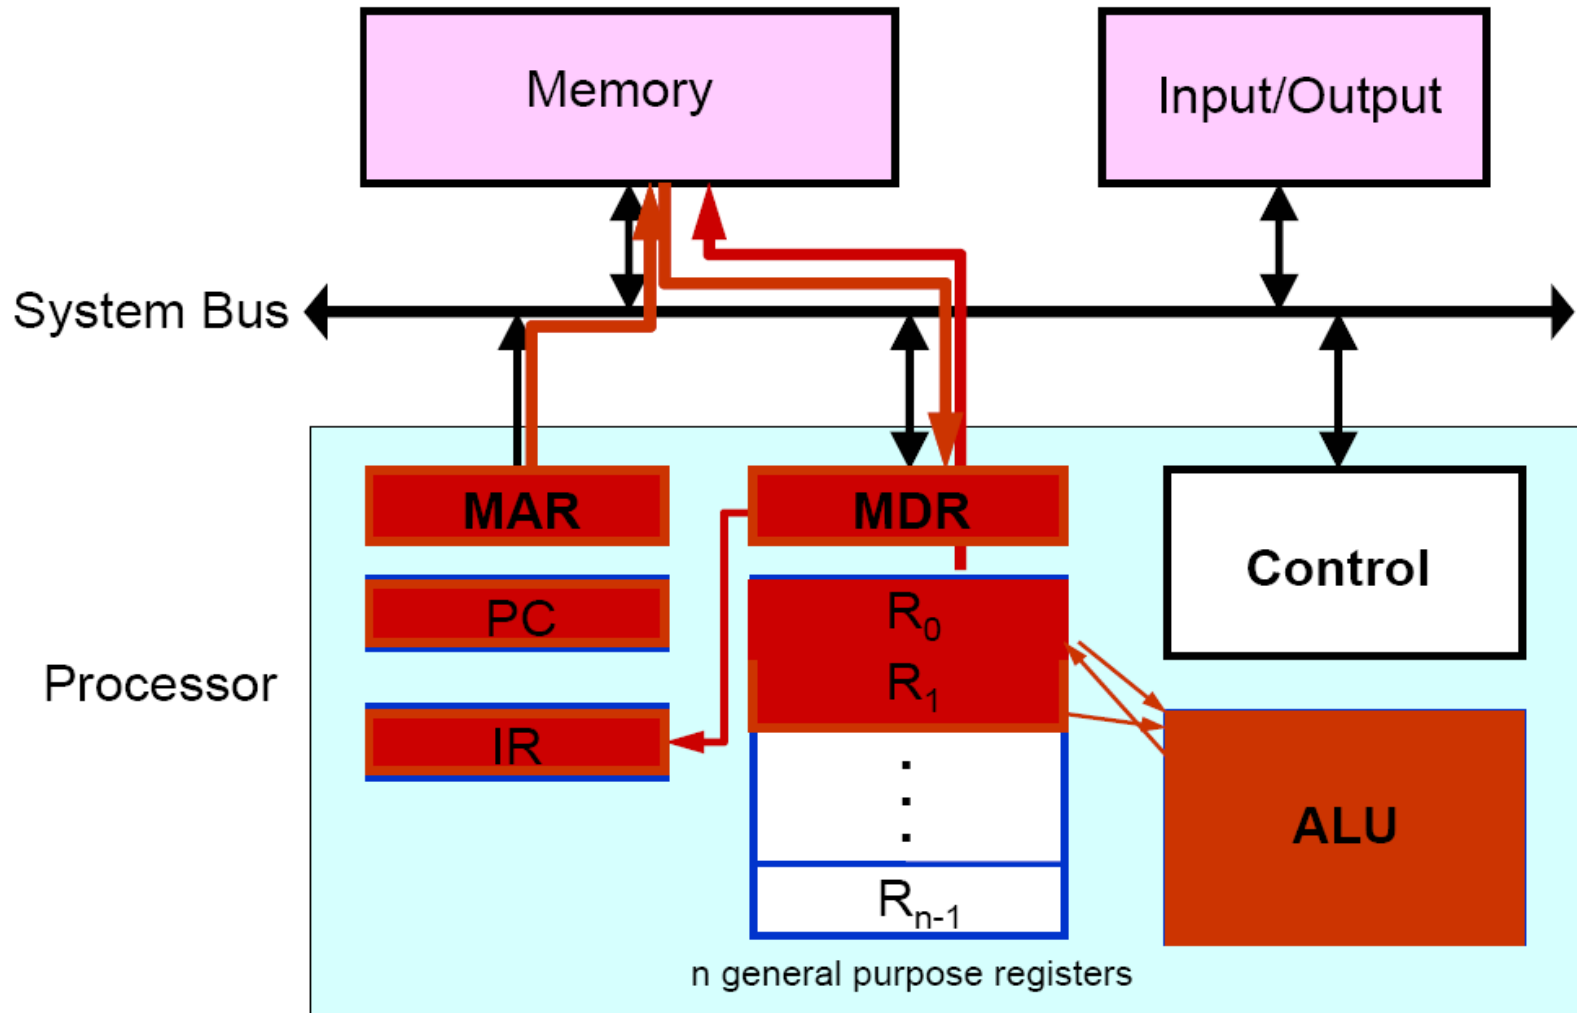 Memory
Input/Output
System Bus
MAR
MDR
Control
PC
R0
Processor
R1
IR
ALU
Rn-1
n general purpose registers